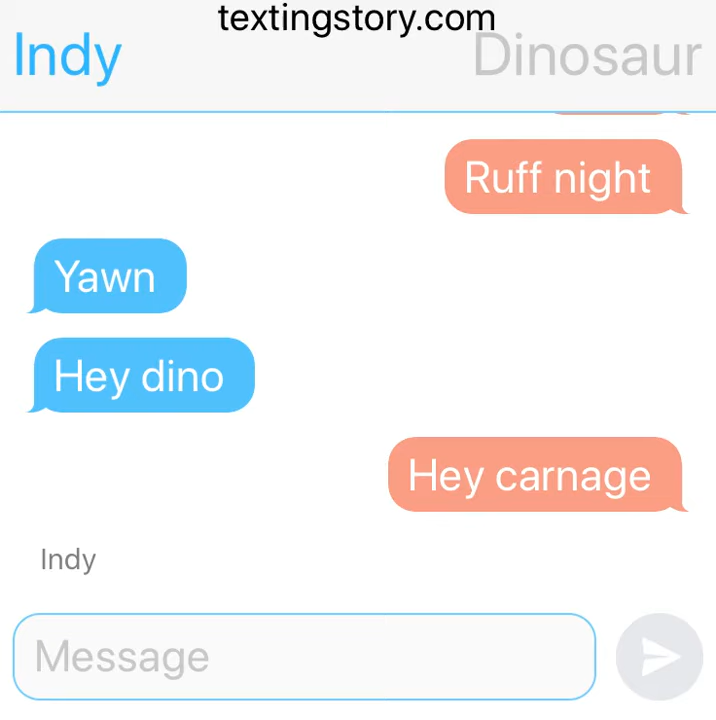 textingstory.com
Indy
Dinosaur
Ruff night
Yawn
Hey dino
Hey carnage
Indy
Message